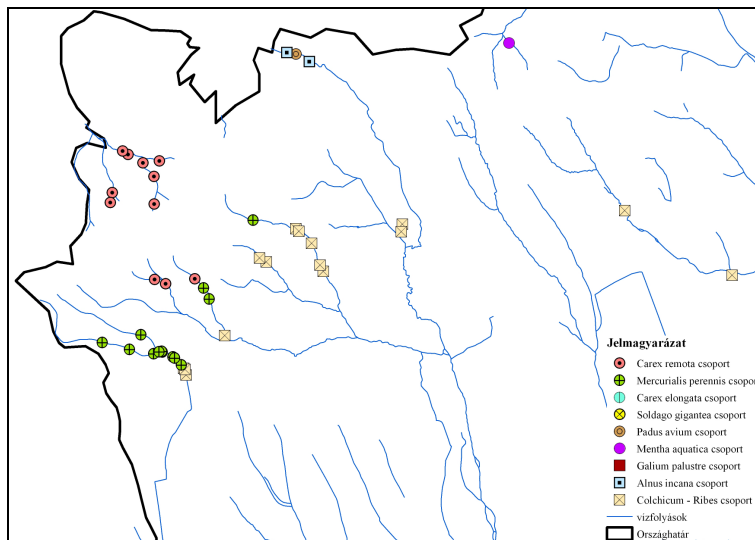 Jelmagyarázat
Carex remota csoport
Mercurialis perennis csoport
Carex elongata csoport
Soldago gigantea csoport
Padus avium csoport
Mentha aquatica csoport
Galium palustre csoport
Alnus incana csoport
Colchicum - Ribes csoport
vízfolyások
Országhatár